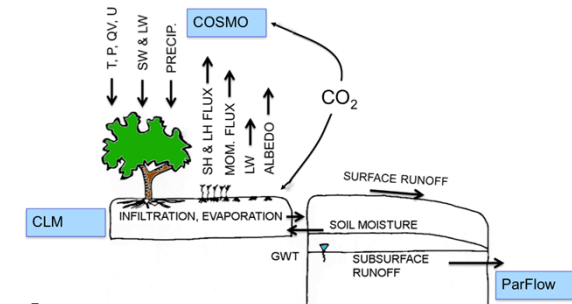 COSMO
T, P, QV, U
SW & LW
PRECIP.
SH & LH FLUX
MOM. FLUX
LW
ALBEDO
CO₂
SURFACE RUNOFF
CLM
INFILTRATION, EVAPORATION
SOIL MOISTURE
GWT
SUBSURFACE
RUNOFF
ParFlow